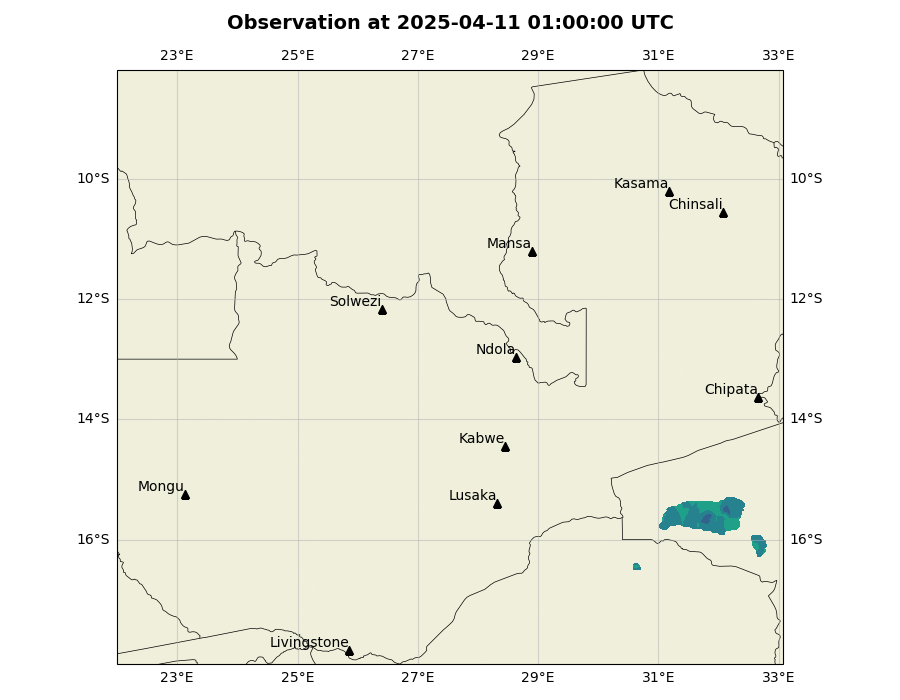 Observation at 2025-04-11 01:00:00 UTC
23°E 25°E 27°E 29°E 31°E 33°E
10°S 10°S
Kasama
Chinsali
Mansa
12°S 12°S
Solwezi
Ndola
Chipata
14°S 14°S
Kabwe
Mongu
Lusaka
16°S 16°S
Livingstone
23°E 25°E 27°E 29°E 31°E 33°E